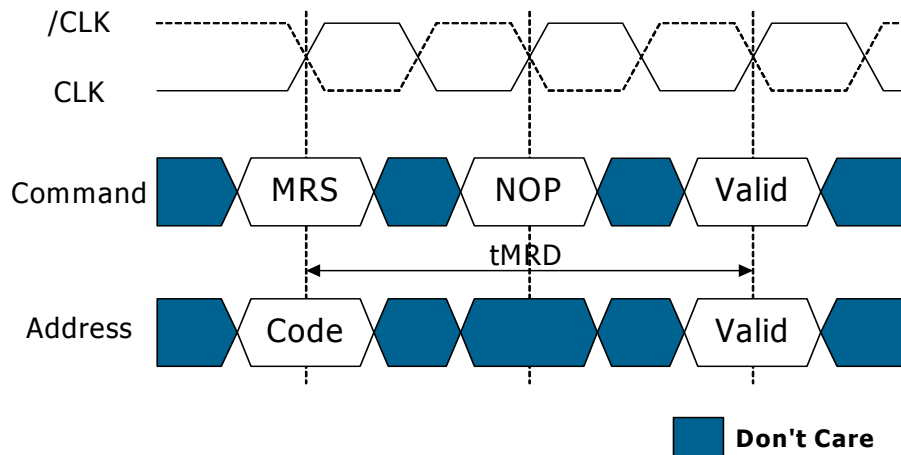 /CLK
CLK
Command MRS NOP Valid
tMRD
Address Code Valid
Don't Care